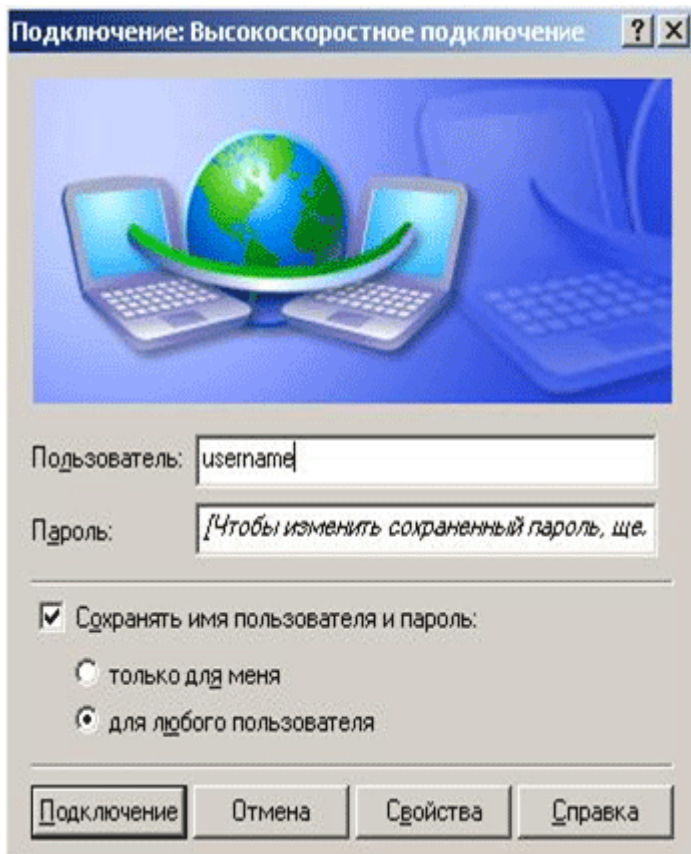 Подключение: Высокоскоростное подключение
Пользователь: username
Пароль: [Чтобы изменить сохраненный пароль, ще.
Сохранять имя пользователя и пароль:
только для меня
для любого пользователя
Подключение Отмена Свойства Справка